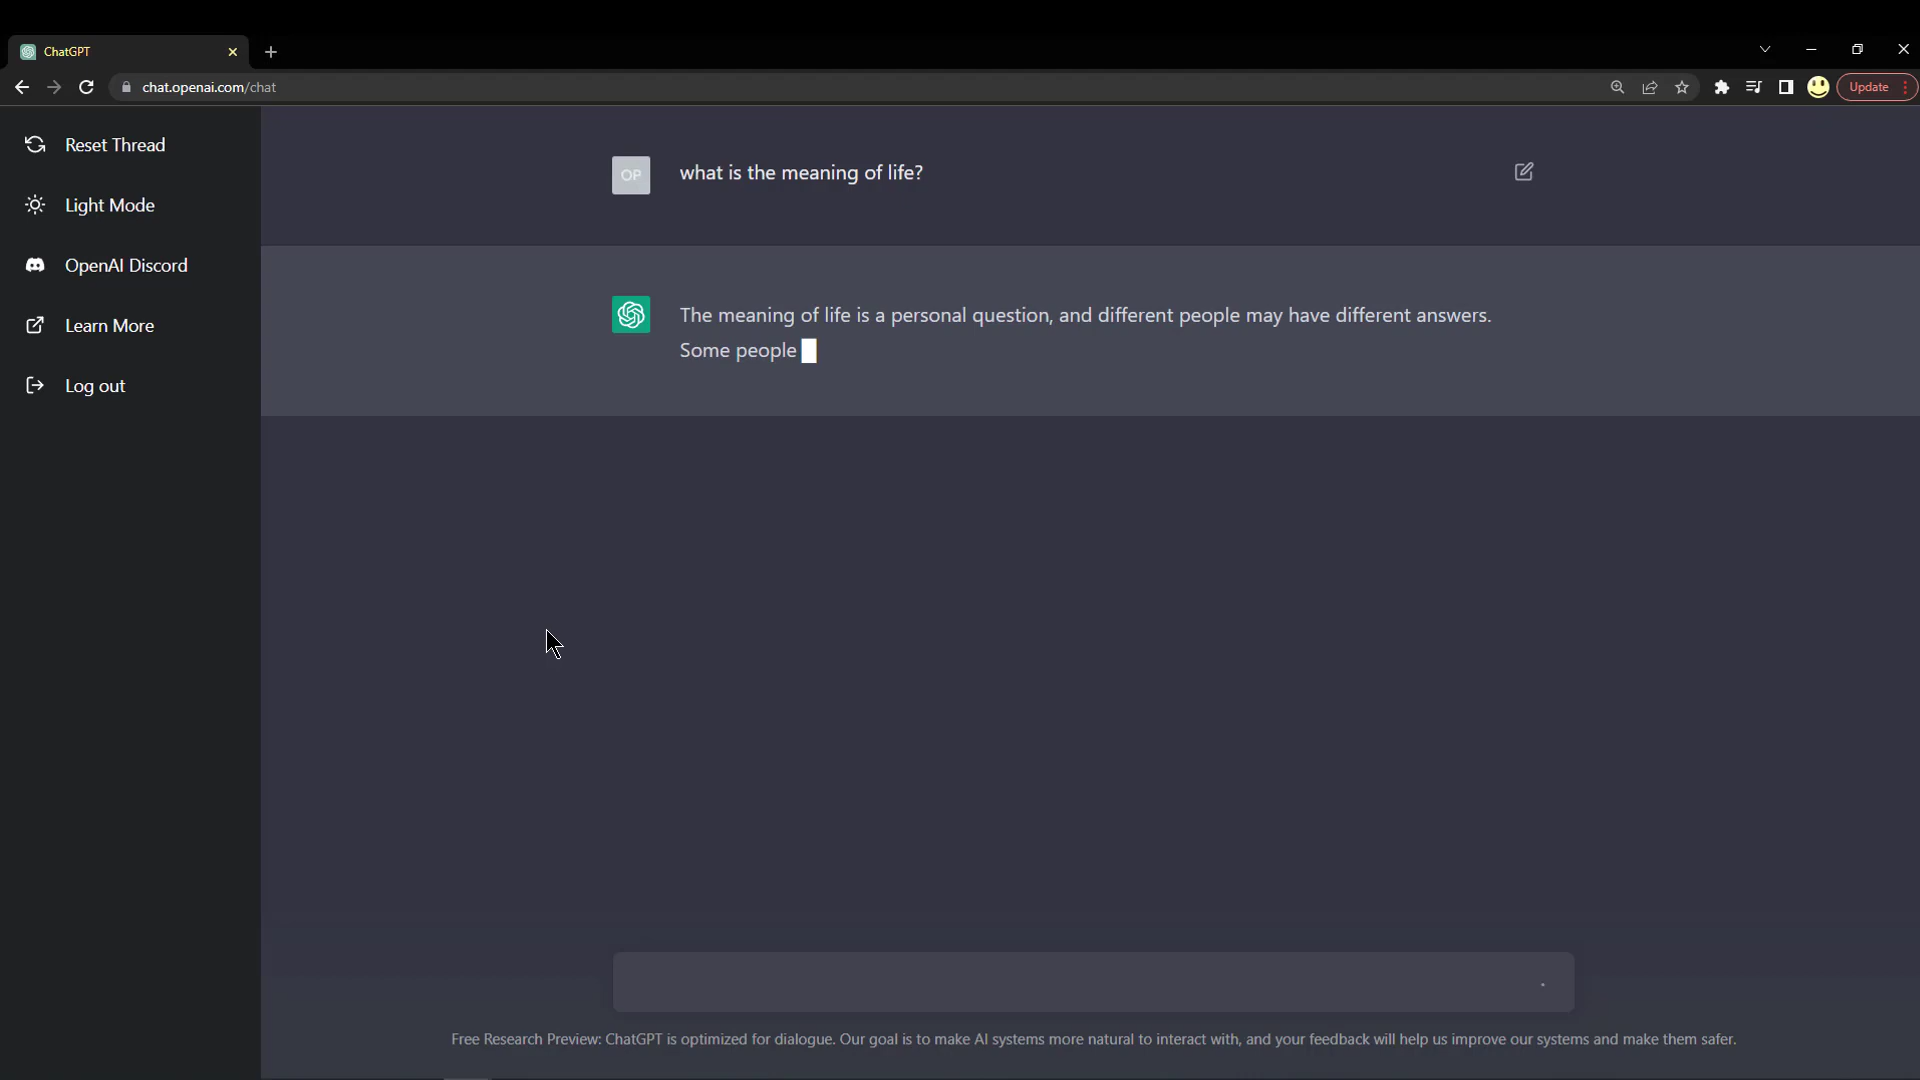 ChatGPT
chat.openai.com/chat
Update
Reset Thread
Light Mode
OpenAI Discord
Learn More
Log out
OP
what is the meaning of life?
The meaning of life is a personal question, and different people may have different answers.
Some people
Free Research Preview: ChatGPT is optimized for dialogue. Our goal is to make AI systems more natural to interact with, and your feedback will help us improve our systems and make them safer.